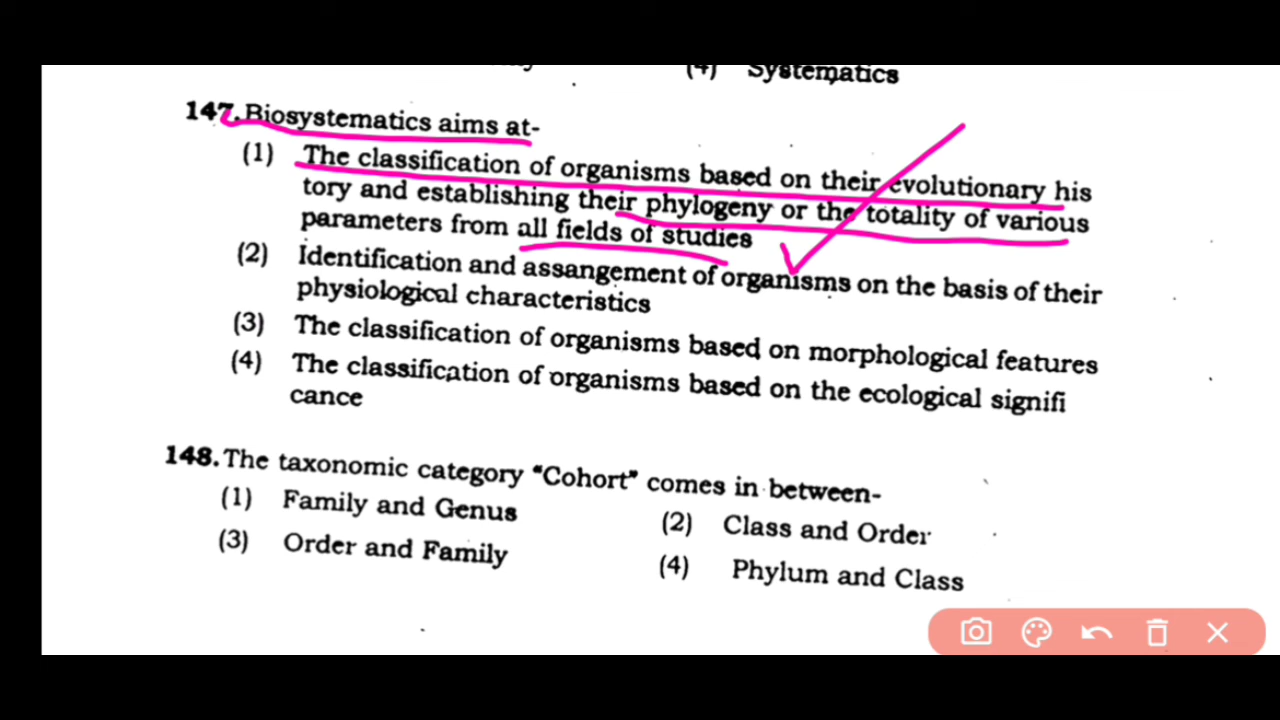 (4) Systematics
147. Biosystematics aims at-
(1) The classification of organisms based on their evolutionary his
tory and establishing their phylogeny or the totality of various
parameters from all fields of studies
(2) Identification and assangement of organisms on the basis of their
physiological characteristics
(3) The classification of organisms based on morphological features
(4) The classification of organisms based on the ecological signifi
cance
148. The taxonomic category "Cohort" comes in between-
(1) Family and Genus
(2) Class and Order
(3) Order and Family
(4) Phylum and Class